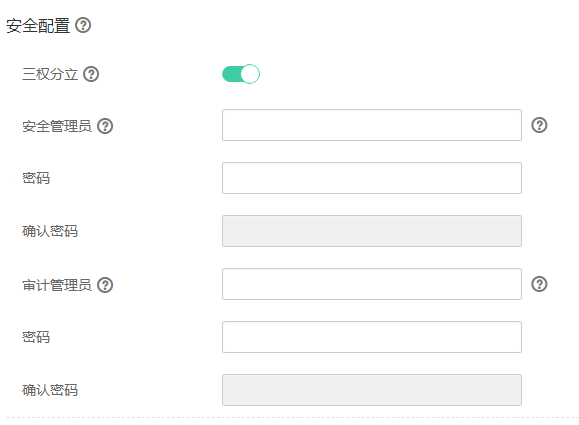 安全配置 ?
三权分立 ?
安全管理员 ? ?
密码
确认密码
审计管理员 ? ?
密码
确认密码